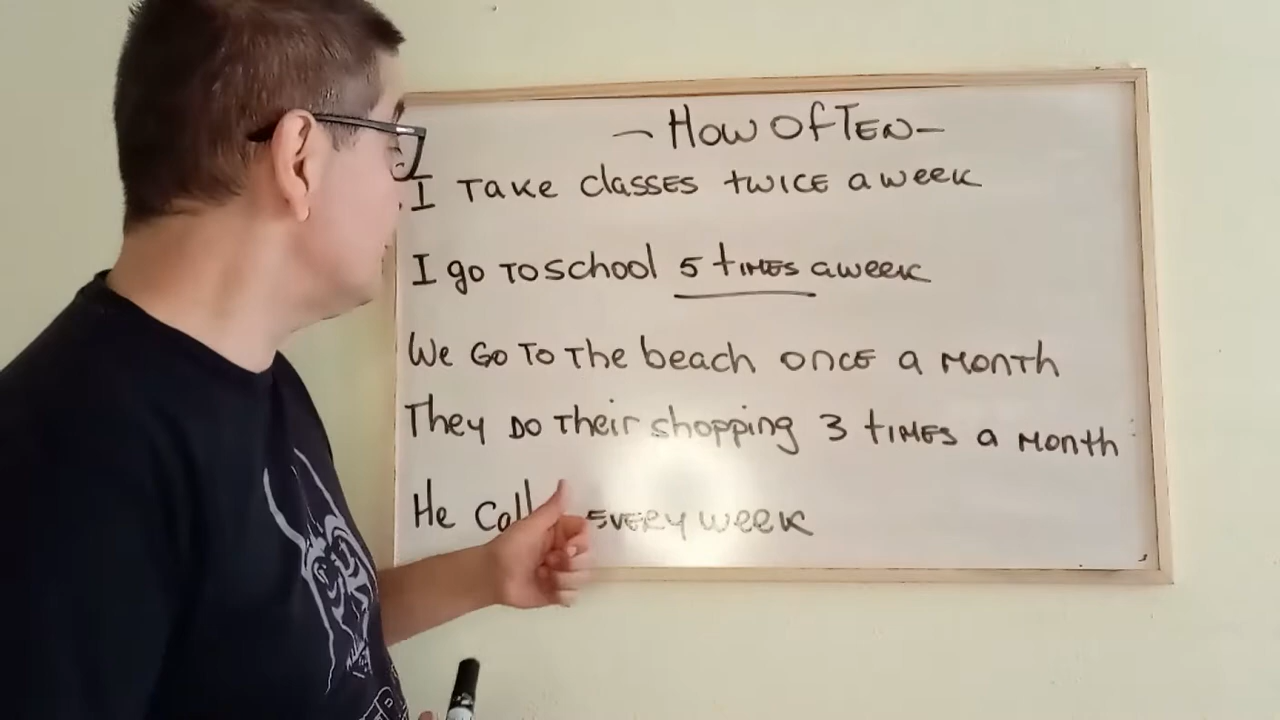 - HOW OFTEN -
I TAKE CLASSES TWICE a week
I go TO school 5 TIMES a week
We GO TO THE beach ONCE a MONTH
They DO Their shopping 3 TIMES a MONTH
He EVERY week